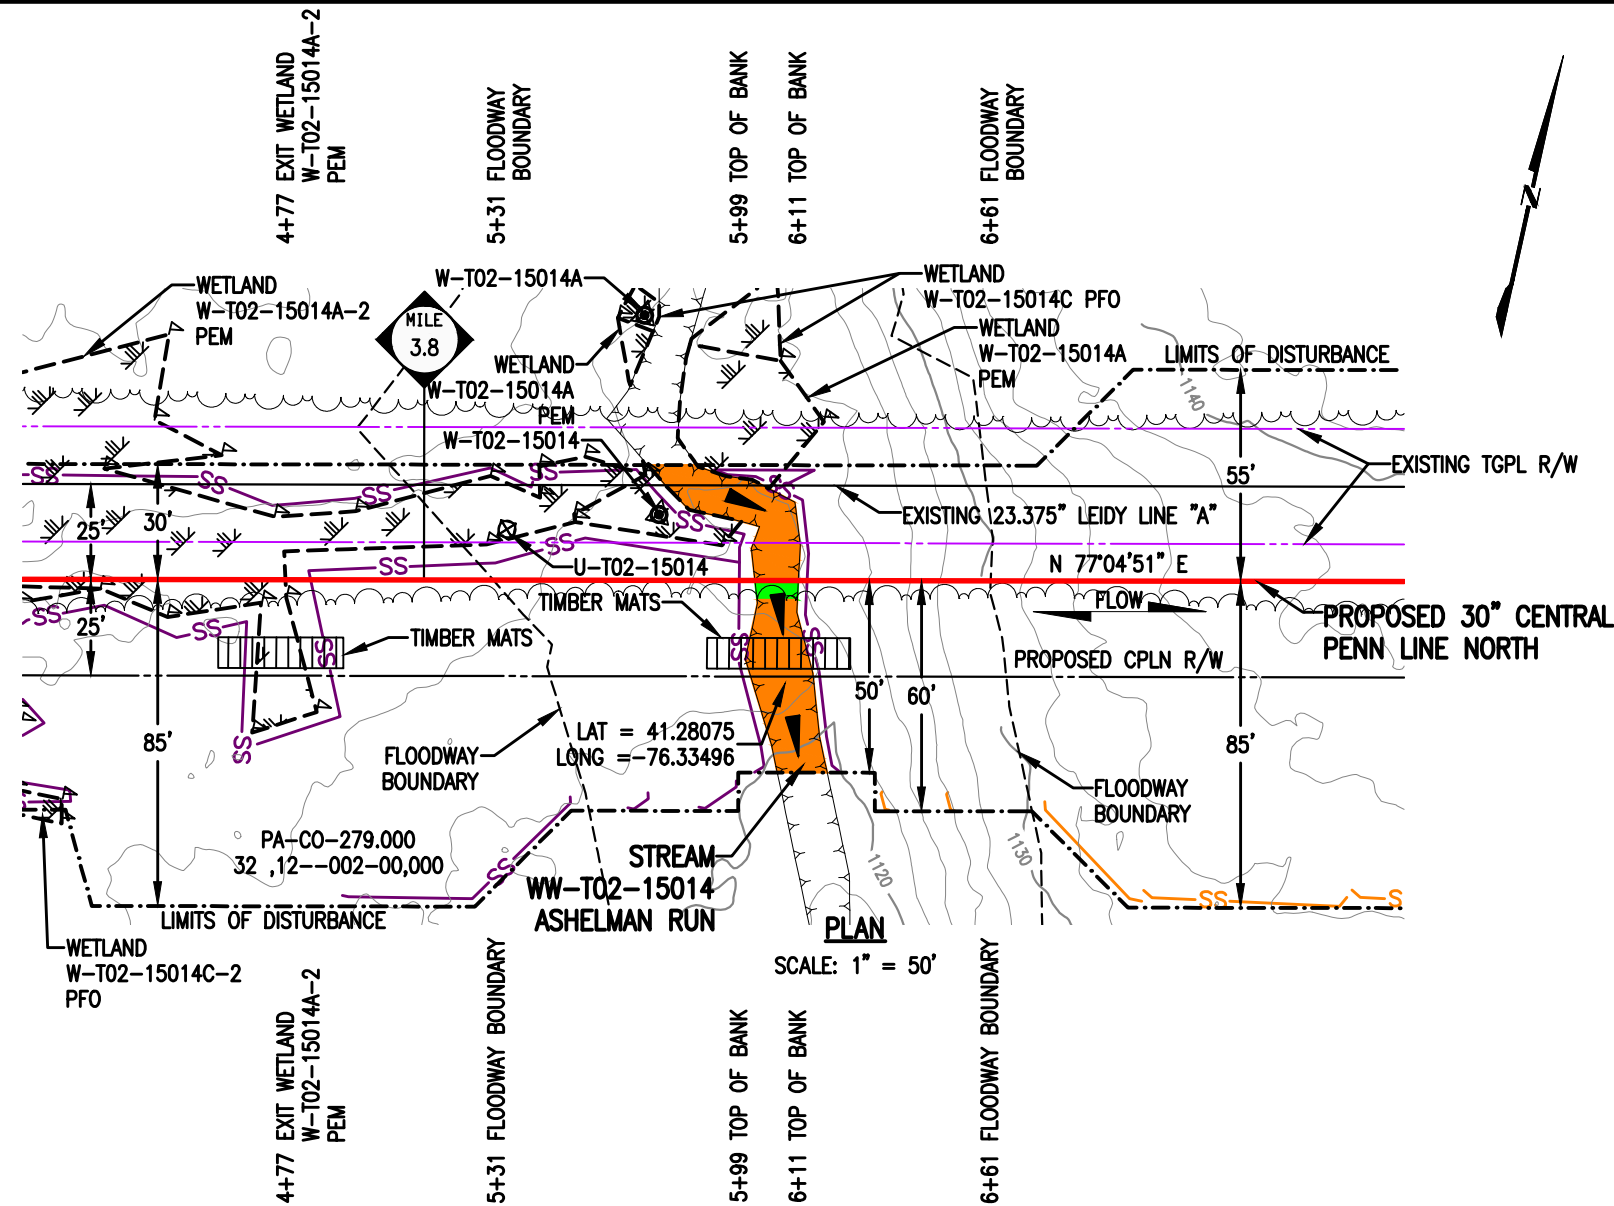 4+77 EXIT WETLAND
W-T02-15014A-2
PEM
5+31 FLOODWAY
BOUNDARY
5+99 TOP OF BANK
6+11 TOP OF BANK
6+61 FLOODWAY
BOUNDARY
N
WETLAND
W-T02-15014A-2
PEM
MILE
3.8
W-T02-15014A
WETLAND
W-T02-15014C PFO
WETLAND
W-T02-15014A
PEM
WETLAND
W-T02-15014A
PEM
W-T02-15014
LIMITS OF DISTURBANCE
1140
EXISTING TGPL R/W
55'
SS
SS
SS
SS
SS
SS
25'
30'
EXISTING 23.375" LEIDY LINE "A"
SS
SS
U-T02-15014
N 77°04'51" E
FLOW
PROPOSED 30" CENTRAL
PENN LINE NORTH
TIMBER MATS
TIMBER MATS
SS
25'
SS
SS
SS
SS
PROPOSED CPLN R/W
50'
60'
85'
85'
SS
LAT = 41.28075
LONG =-76.33496
FLOODWAY
BOUNDARY
FLOODWAY
BOUNDARY
PA-CO-279.000
32 ,12--002-00,000
SS
STREAM
WW-T02-15014
ASHELMAN RUN
1120
1130
SS
S
LIMITS OF DISTURBANCE
WETLAND
W-T02-15014C-2
PFO
PLAN
SCALE: 1" = 50'
4+77 EXIT WETLAND
W-T02-15014A-2
PEM
5+31 FLOODWAY BOUNDARY
5+99 TOP OF BANK
6+11 TOP OF BANK
6+61 FLOODWAY BOUNDARY